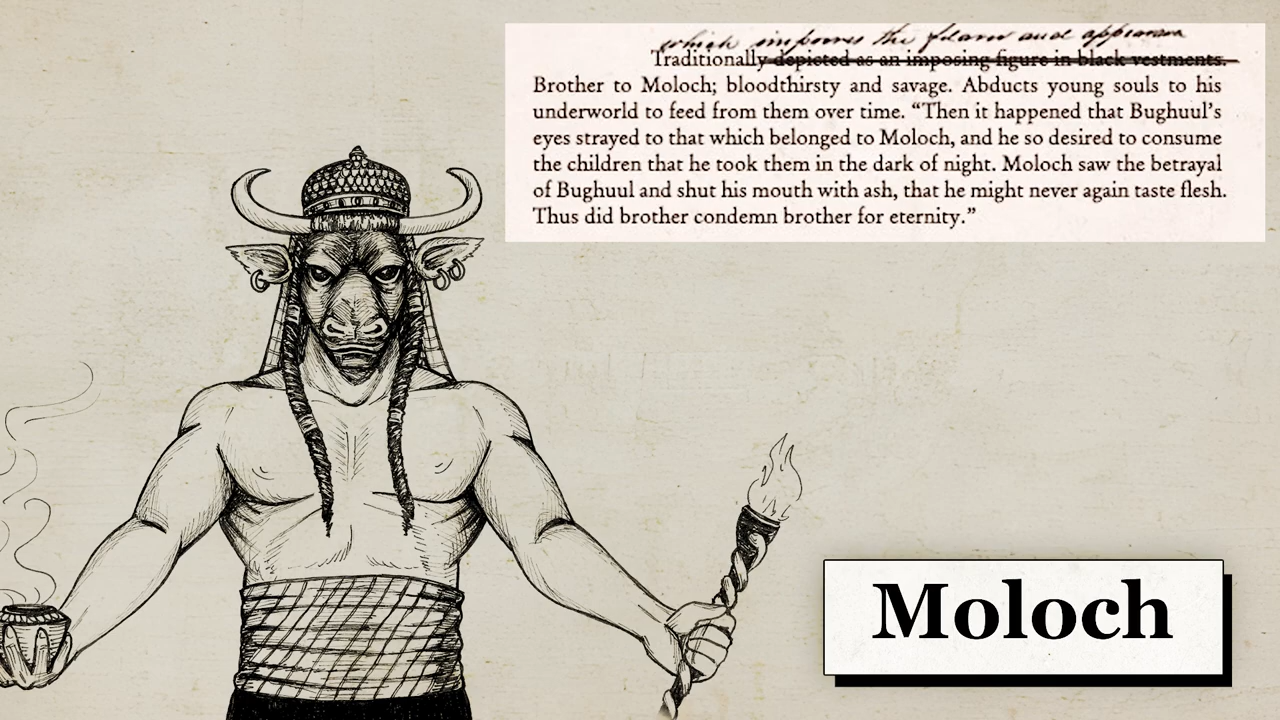 which improves the and
Traditionally depicted as an imposing figure in black vestments.
Brother to Moloch; bloodthirsty and savage. Abducts young souls to his
underworld to feed from them over time. “Then it happened that Bughuul’s
eyes strayed to that which belonged to Moloch, and he so desired to consume
the children that he took them in the dark of night. Moloch saw the betrayal
of Bughuul and shut his mouth with ash, that he might never again taste flesh.
Thus did brother condemn brother for eternity.”
Moloch